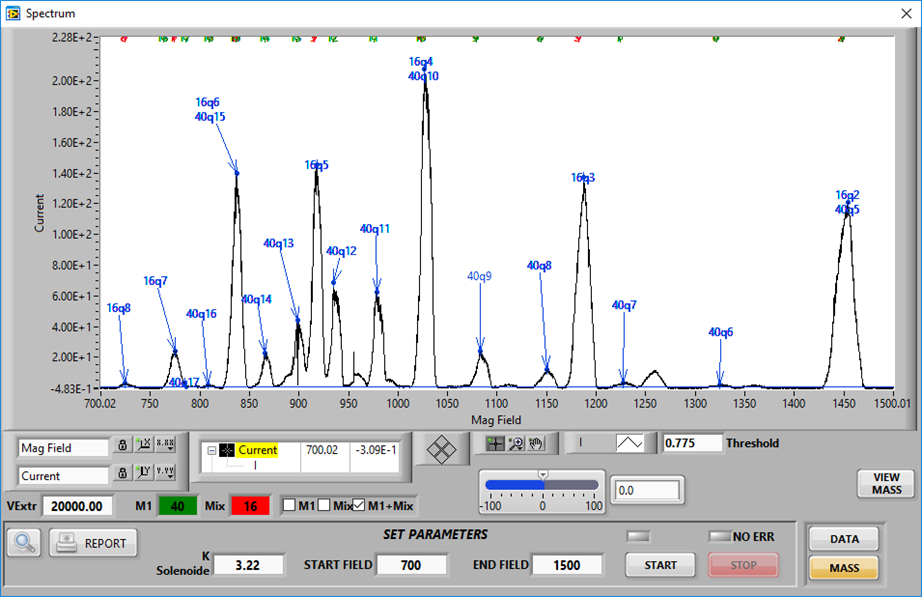 Spectrum
2.28E+2
2.00E+2
1.80E+2
1.60E+2
1.40E+2
1.20E+2
1.00E+2
8.00E+1
6.00E+1
4.00E+1
2.00E+1
-4.83E-1
Current
16q8
16q7
40q17
40q16
16q6
40q15
40q14
40q13
16q5
40q12
40q11
16q4
40q10
40q9
40q8
16q3
40q7
40q6
16q2
40q5
700.02 750 800 850 900 950 1000 1050 1100 1150 1200 1250 1300 1350 1400 1450 1500.01
Mag Field
Mag Field
Current
Current 700.02 -3.09E-1
0.775 Threshold
-100 0 100
0.0
VIEW
MASS
VExtr 20000.00 M1 40 Mix 16 M1 Mix M1+Mix
REPORT
SET PARAMETERS
NO ERR
K
Solenoide 3.22
START FIELD 700
END FIELD 1500
START
STOP
DATA
MASS